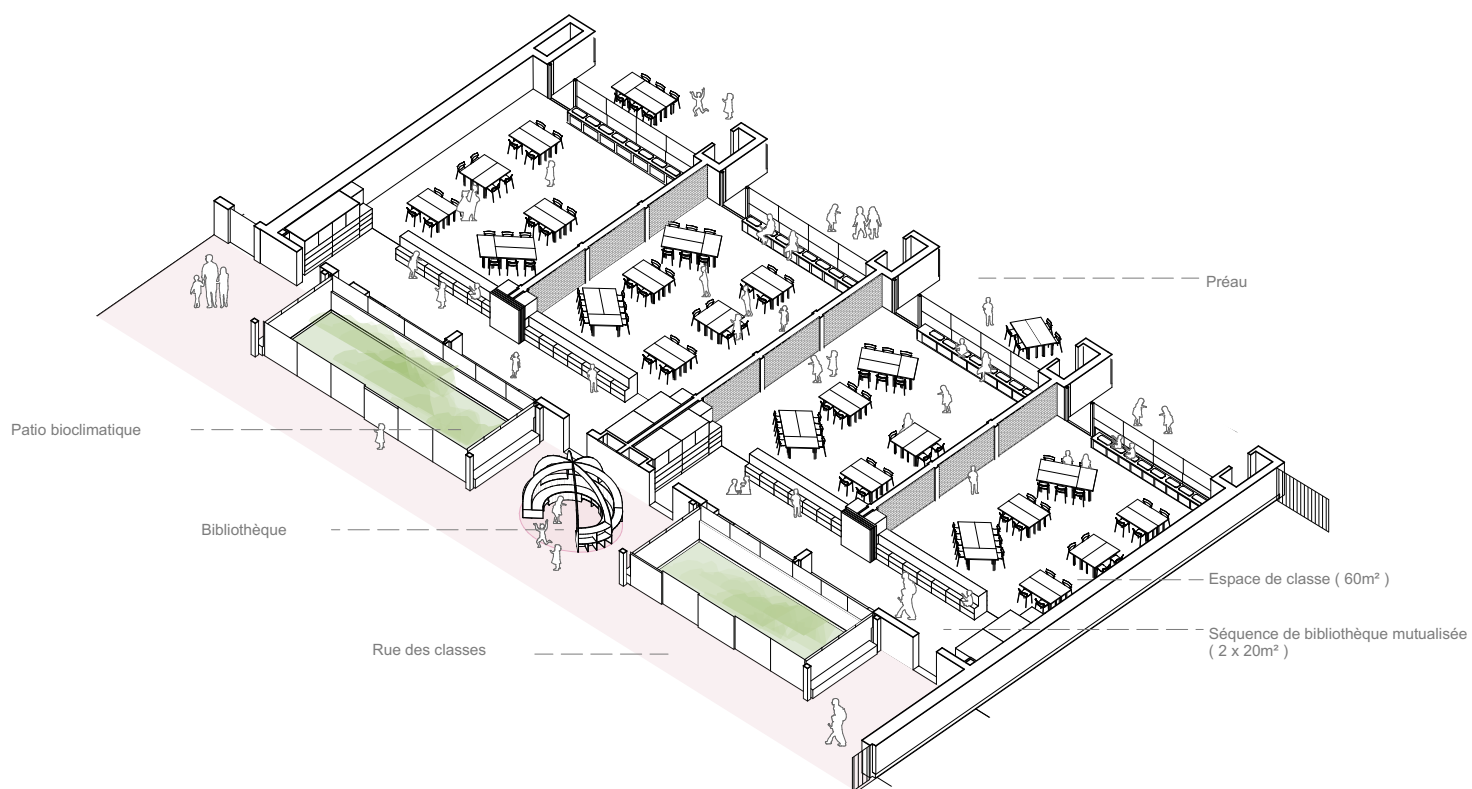 Préau
Patio bioclimatique
Bibliothèque
Espace de classe ( 60m² )
Séquence de bibliothèque mutualisée
( 2 x 20m² )
Rue des classes